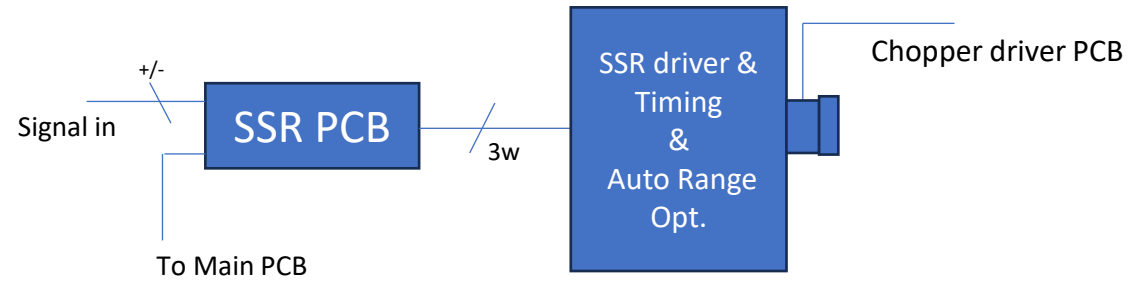 +/-
Signal in
SSR PCB
To Main PCB
3w
SSR driver &
Timing
&
Auto Range
Opt.
Chopper driver PCB